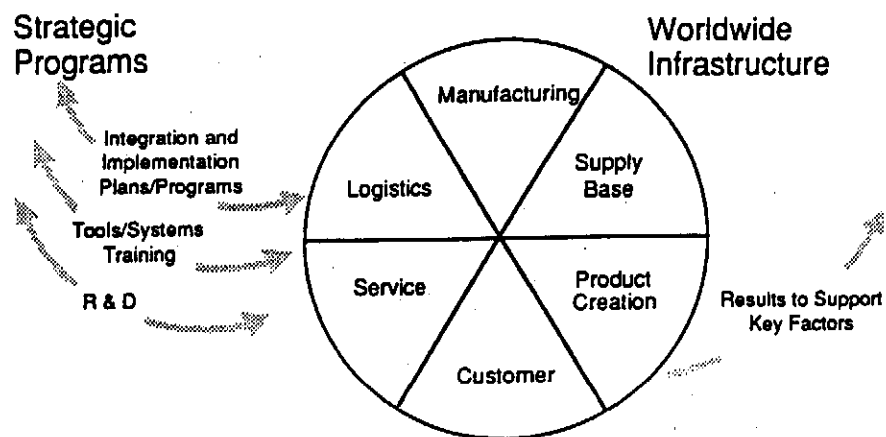 Strategic
Programs
Worldwide
Infrastructure
Integration and
Implementation
Plans/Programs
Tools/Systems
Training
R & D
Manufacturing
Logistics
Supply
Base
Service
Product
Creation
Customer
Results to Support
Key Factors